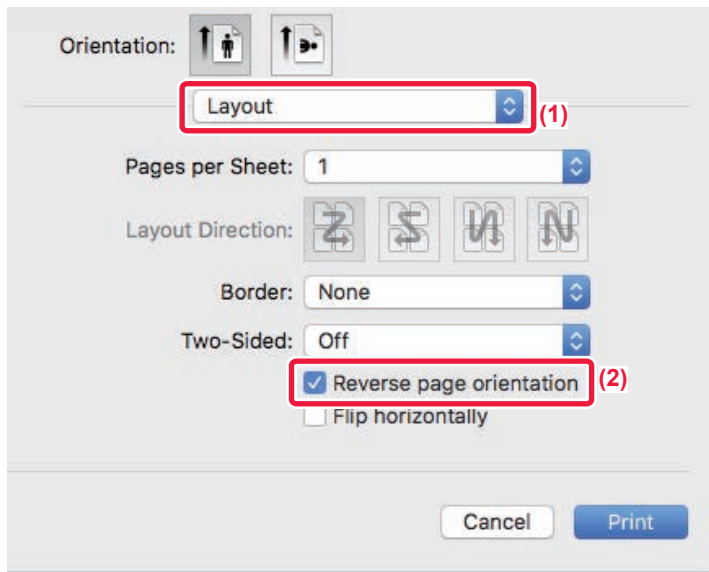 Orientation:
Layout
(1)
Pages per Sheet: 1
Layout Direction:
Border: None
Two-Sided: Off
Reverse page orientation
(2)
Flip horizontally
Cancel Print